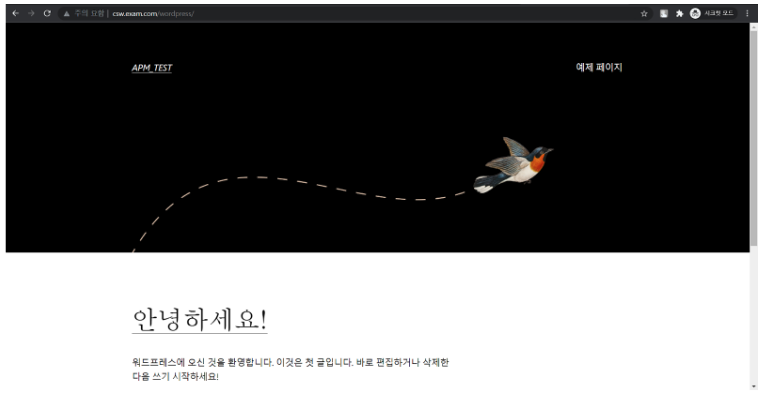 주의 요함 | csw.exam.com/wordpress/
시크릿 모드
APM_TEST
예제 페이지
안녕하세요!
워드프레스에 오신 것을 환영합니다. 이것은 첫 글입니다. 바로 편집하거나 삭제한
다음 쓰기 시작하세요!